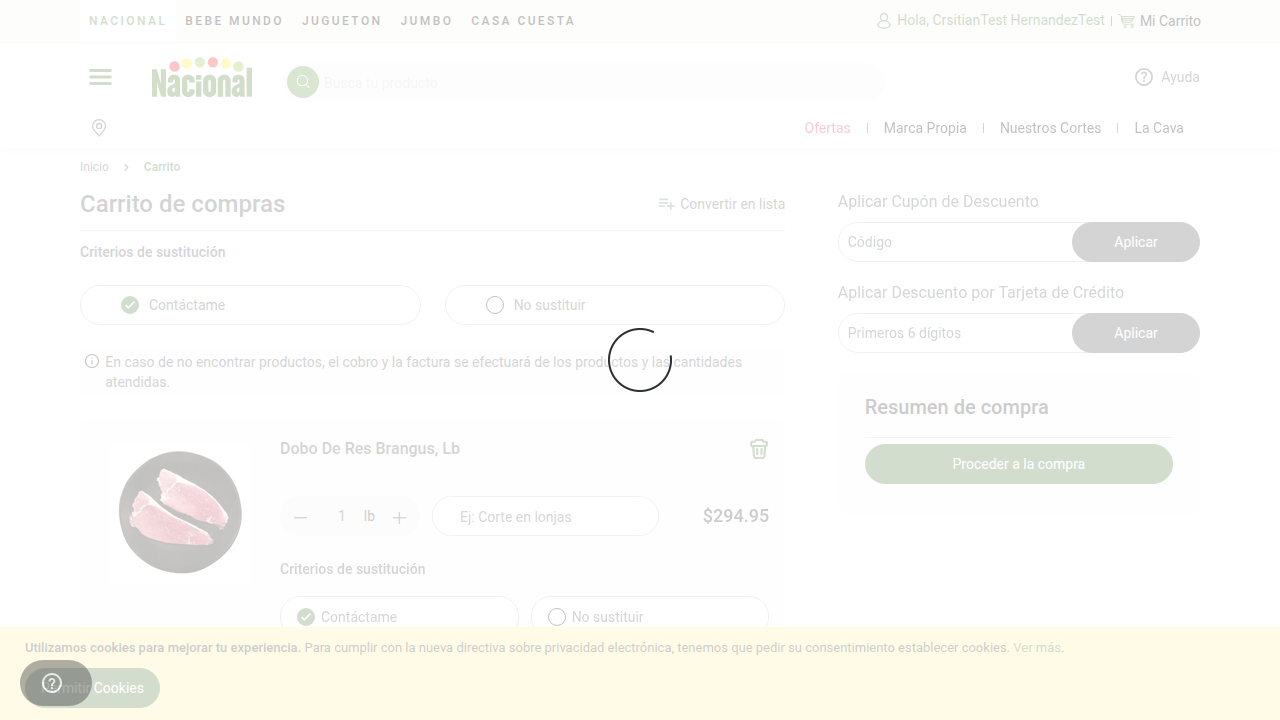 NACIONAL BEBE MUNDO JUGUETON JUMBO CASA CUESTA
Hola, CrsitianTest HernandezTest
Mi Carrito
Nacional
Busca tu producto
Ayuda
Ofertas
Marca Propia
Nuestros Cortes
La Cava
Inicio
Carrito
Carrito de compras
Convertir en lista
Criterios de sustitución
Contáctame
No sustituir
En caso de no encontrar productos, el cobro y la factura se efectuará de los productos y las cantidades
atendidas.
Dobo De Res Brangus, Lb
1 lb
Ej: Corte en lonjas
$294.95
Criterios de sustitución
Contáctame
No sustituir
Aplicar Cupón de Descuento
Código
Aplicar
Aplicar Descuento por Tarjeta de Crédito
Primeros 6 dígitos
Aplicar
Resumen de compra
Proceder a la compra
Utilizamos cookies para mejorar tu experiencia. Para cumplir con la nueva directiva sobre privacidad electrónica, tenemos que pedir su consentimiento establecer cookies. Ver más.
Permitir Cookies